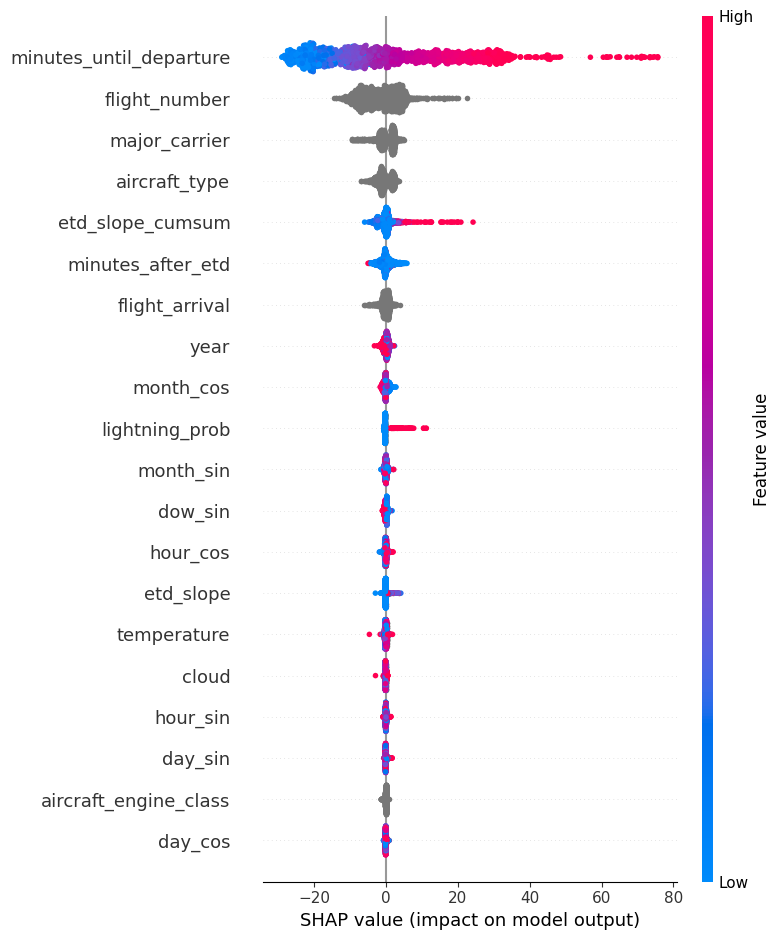 High
minutes_until_departure
flight_number
major_carrier
aircraft_type
etd_slope_cumsum
minutes_after_etd
flight_arrival
year
month_cos
lightning_prob
month_sin
dow_sin
hour_cos
etd_slope
temperature
cloud
hour_sin
day_sin
aircraft_engine_class
day_cos
Feature value
Low
−20 0 20 40 60 80
SHAP value (impact on model output)